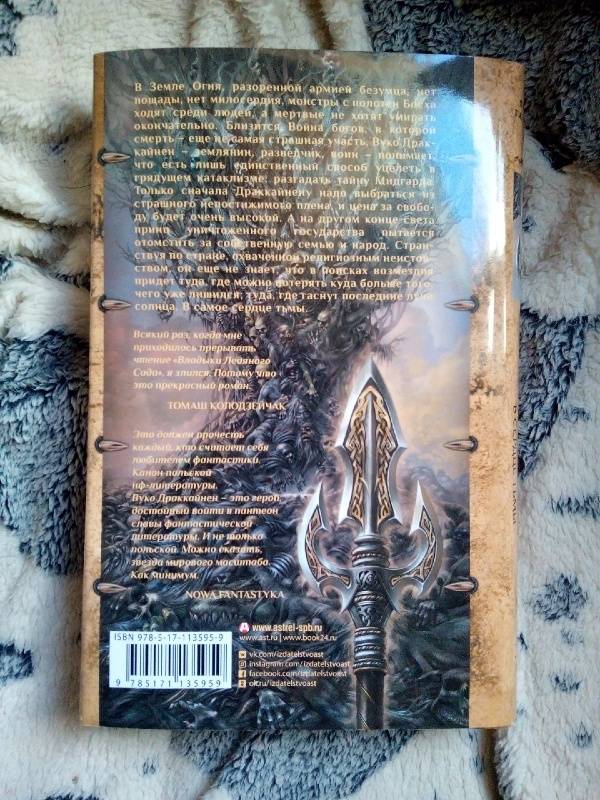 В Земле Огня, разоренной армией безумца, нет
пощады, нет милосердия, монстры с полотен Босха
ходят среди людей, а мертвые не хотят умирать
окончательно. Близится Война богов, в которой
смерть – еще не самая страшная участь. Вуко Драк-
кайнен – землянин, разведчик, воин – понимает,
что есть лишь единственный способ уцелеть в
грядущем катаклизме: разгадать тайну Мидгарда.
Только сначала Драккайнену надо выбраться из
страшного непостижимого плена, и цена за свобо-
ду будет очень высокой. А на другом конце света
принц уничтоженного государства пытается
отомстить за собственную семью и народ. Стран-
ствуя по стране, охваченной религиозным неистов-
ством, он еще не знает, что в поисках возмездия
придет туда, где можно потерять куда больше того,
чего уже лишился; туда, где гаснут последние лучи
солнца. В самое сердце тьмы.
Всякий раз, когда мне
приходилось прерывать
чтение «Владыки Ледяного
Сада», я злился. Потому что
это прекрасный роман.
ТОМАШ КОЛОДЗЕЙЧАК
Это должен прочесть
каждый, кто считает себя
любителем фантастики.
Канон польской
нф-литературы.
Вуко Драккайнен – это герой,
достойный войти в пантеон
славы фантастической
литературы. И не только
польской. Можно сказать,
звезда мирового масштаба.
Как минимум.
NOWA FANTASTYKA
www.astrel-spb.ru
www.ast.ru | www.book24.ru
vk.com/izdatelstvoast
instagram.com/izdatelstvoast
facebook.com/izdatelstvoast
ok.ru/izdatelstvoast
ISBN 978-5-17-113595-9
9 785171 135959